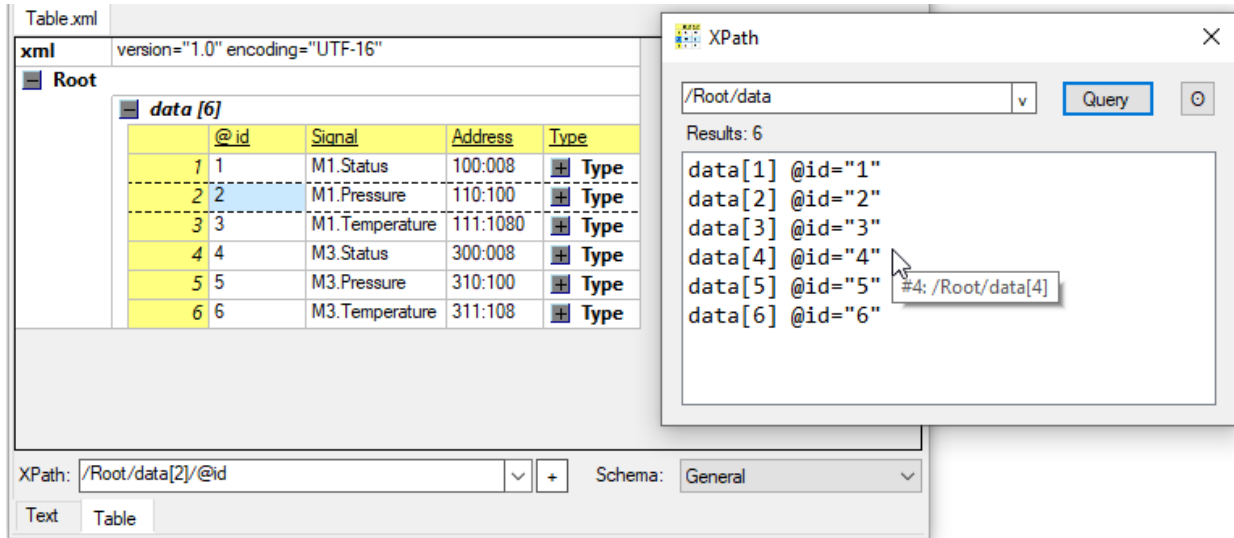 Table.xml
xml version="1.0" encoding="UTF-16"
Root
data [6]
@ id Signal Address Type
1 1 M1.Status 100:008 Type
2 2 M1.Pressure 110:100 Type
3 3 M1.Temperature 111:1080 Type
4 4 M3.Status 300:008 Type
5 5 M3.Pressure 310:100 Type
6 6 M3.Temperature 311:108 Type
XPath: /Root/data[2]/@id + Schema: General
Text Table
XPath
/Root/data v Query
Results: 6
data[1] @id="1"
data[2] @id="2"
data[3] @id="3"
data[4] @id="4"
data[5] @id="5"
data[6] @id="6"
#4: /Root/data[4]